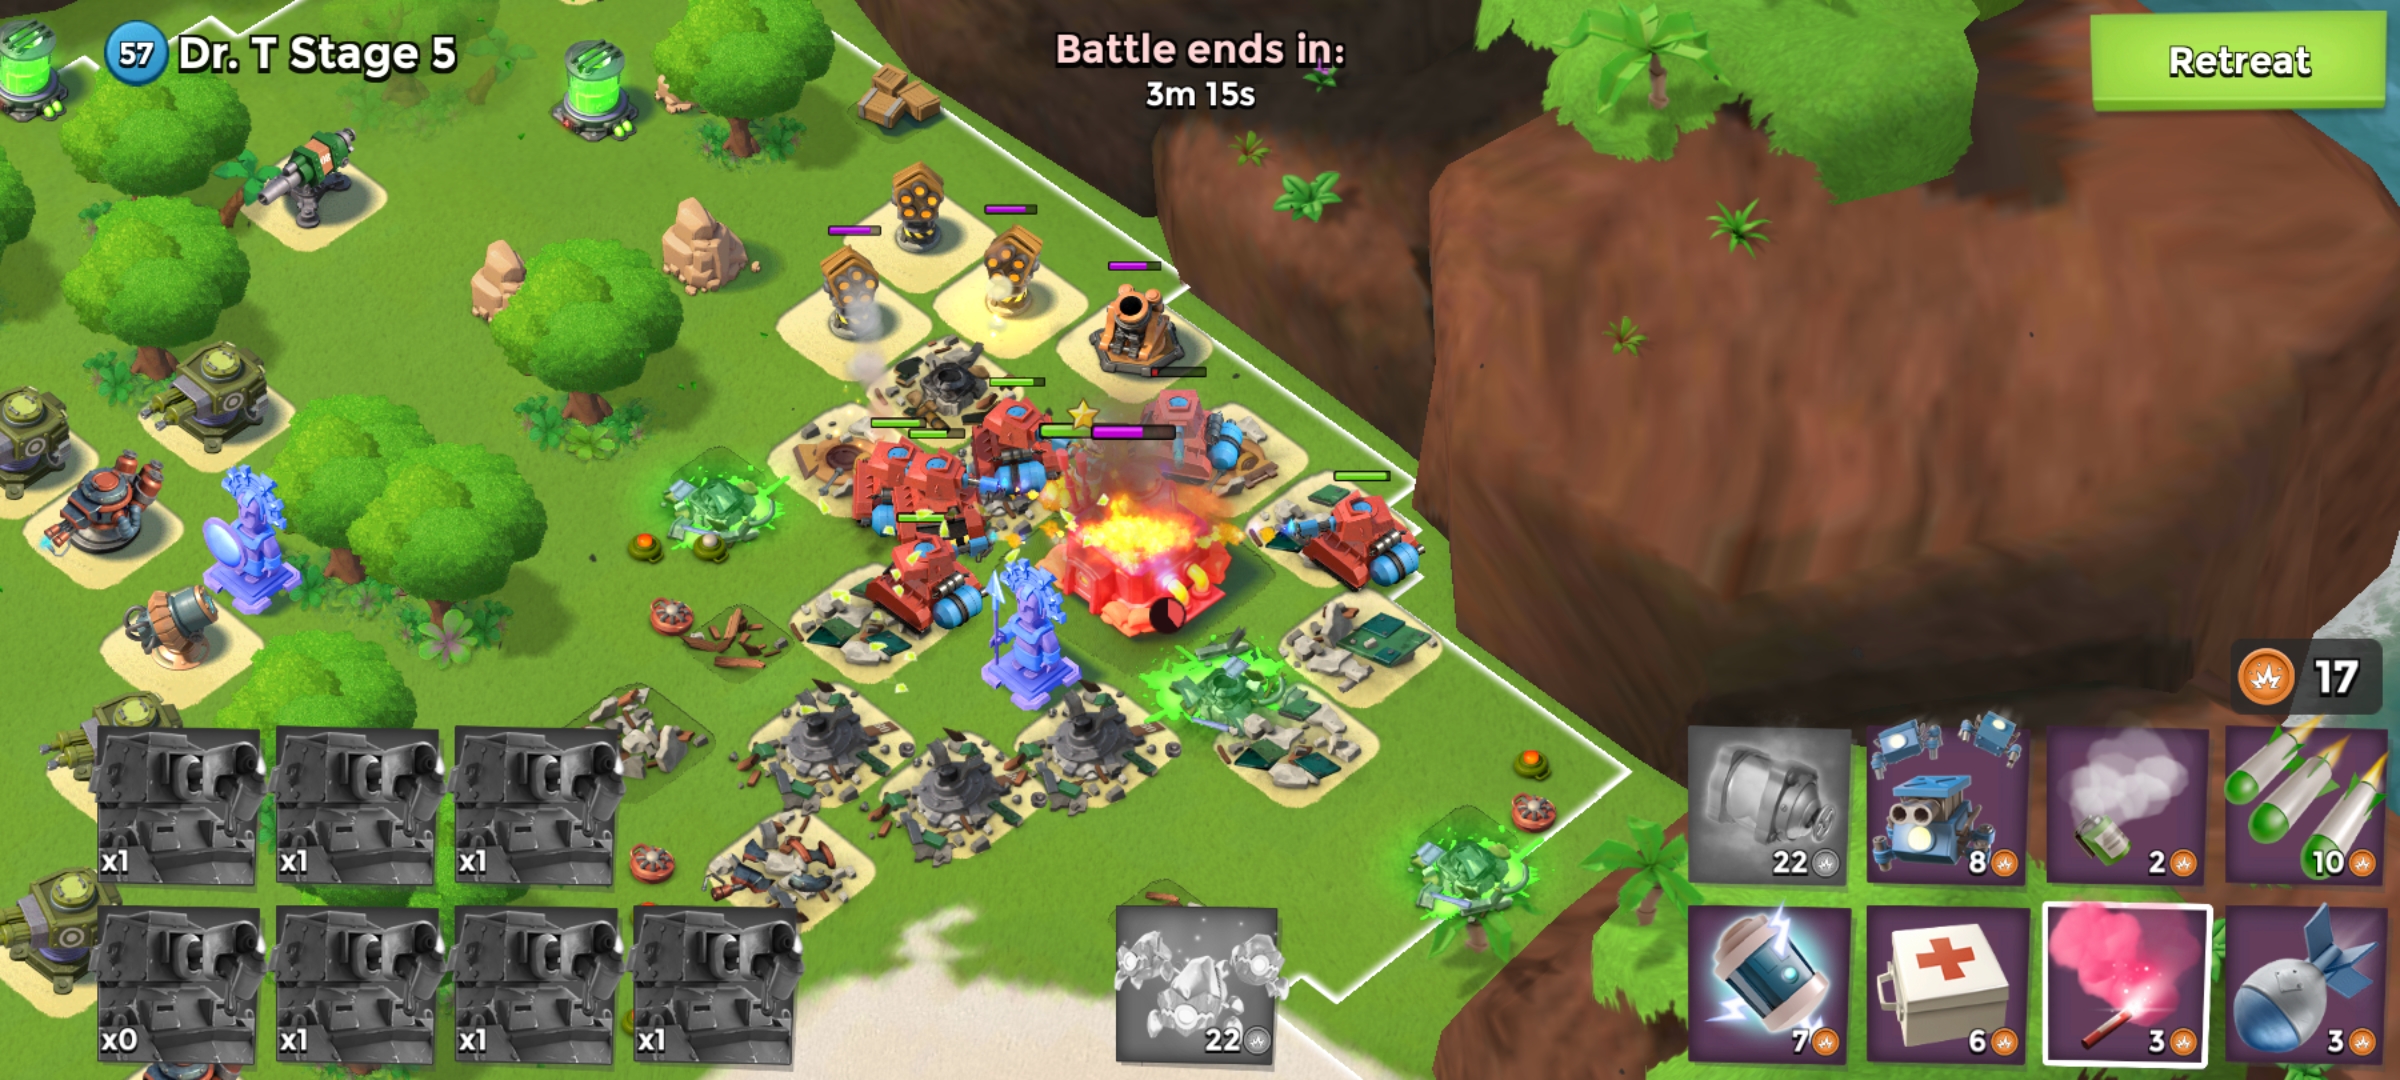 57 Dr. T Stage 5
Battle ends in:
3m 15s
Retreat
17
x1 x1 x1
22 8 2 10
x0 x1 x1 x1
22
7 6 3 3